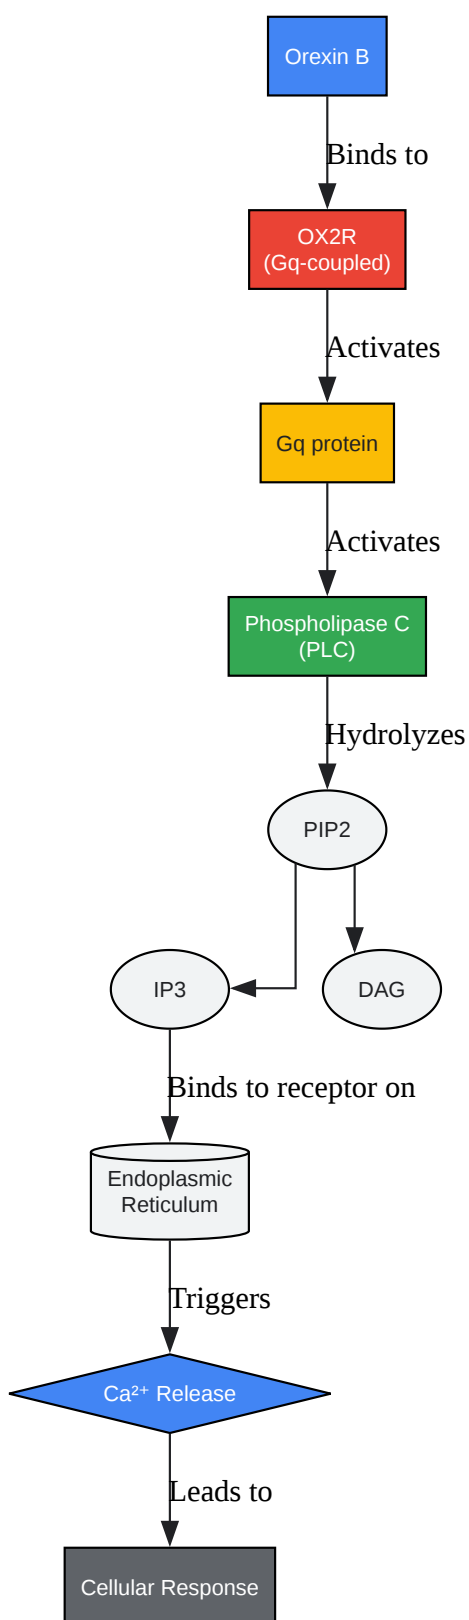 Orexin B
Binds to
OX2R
(Gq-coupled)
Activates
Gq protein
Activates
Phospholipase C
(PLC)
Hydrolyzes
PIP2
IP3
DAG
Binds to receptor on
Endoplasmic
Reticulum
Triggers
Ca²⁺ Release
Leads to
Cellular Response